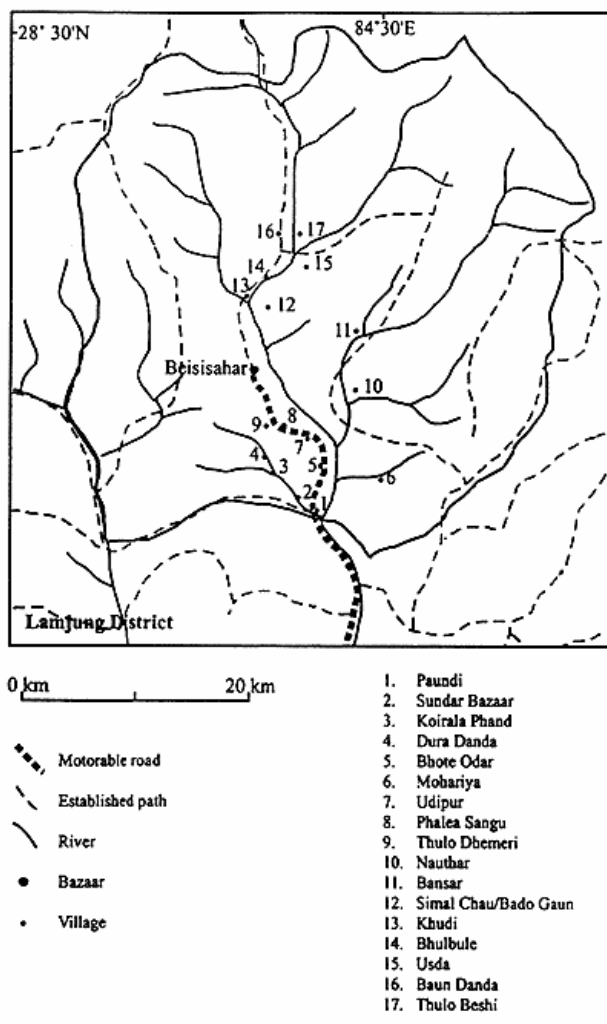 28° 30'N
84° 30'E
16
17
15
14
13
12
11
Beisisahar
10
9
8
7
4
3
5
6
2
1
Lamjung District
0 km
20 km
Motorable road
Established path
River
Bazaar
Village
1. Paundi
2. Sundar Bazaar
3. Koirala Phand
4. Dura Danda
5. Bhote Odar
6. Mohariya
7. Udipur
8. Phalea Sangu
9. Thulo Dhemeri
10. Nauthar
11. Bansar
12. Simal Chau/Bado Gaun
13. Khudi
14. Bhulbule
15. Usda
16. Baun Danda
17. Thulo Beshi